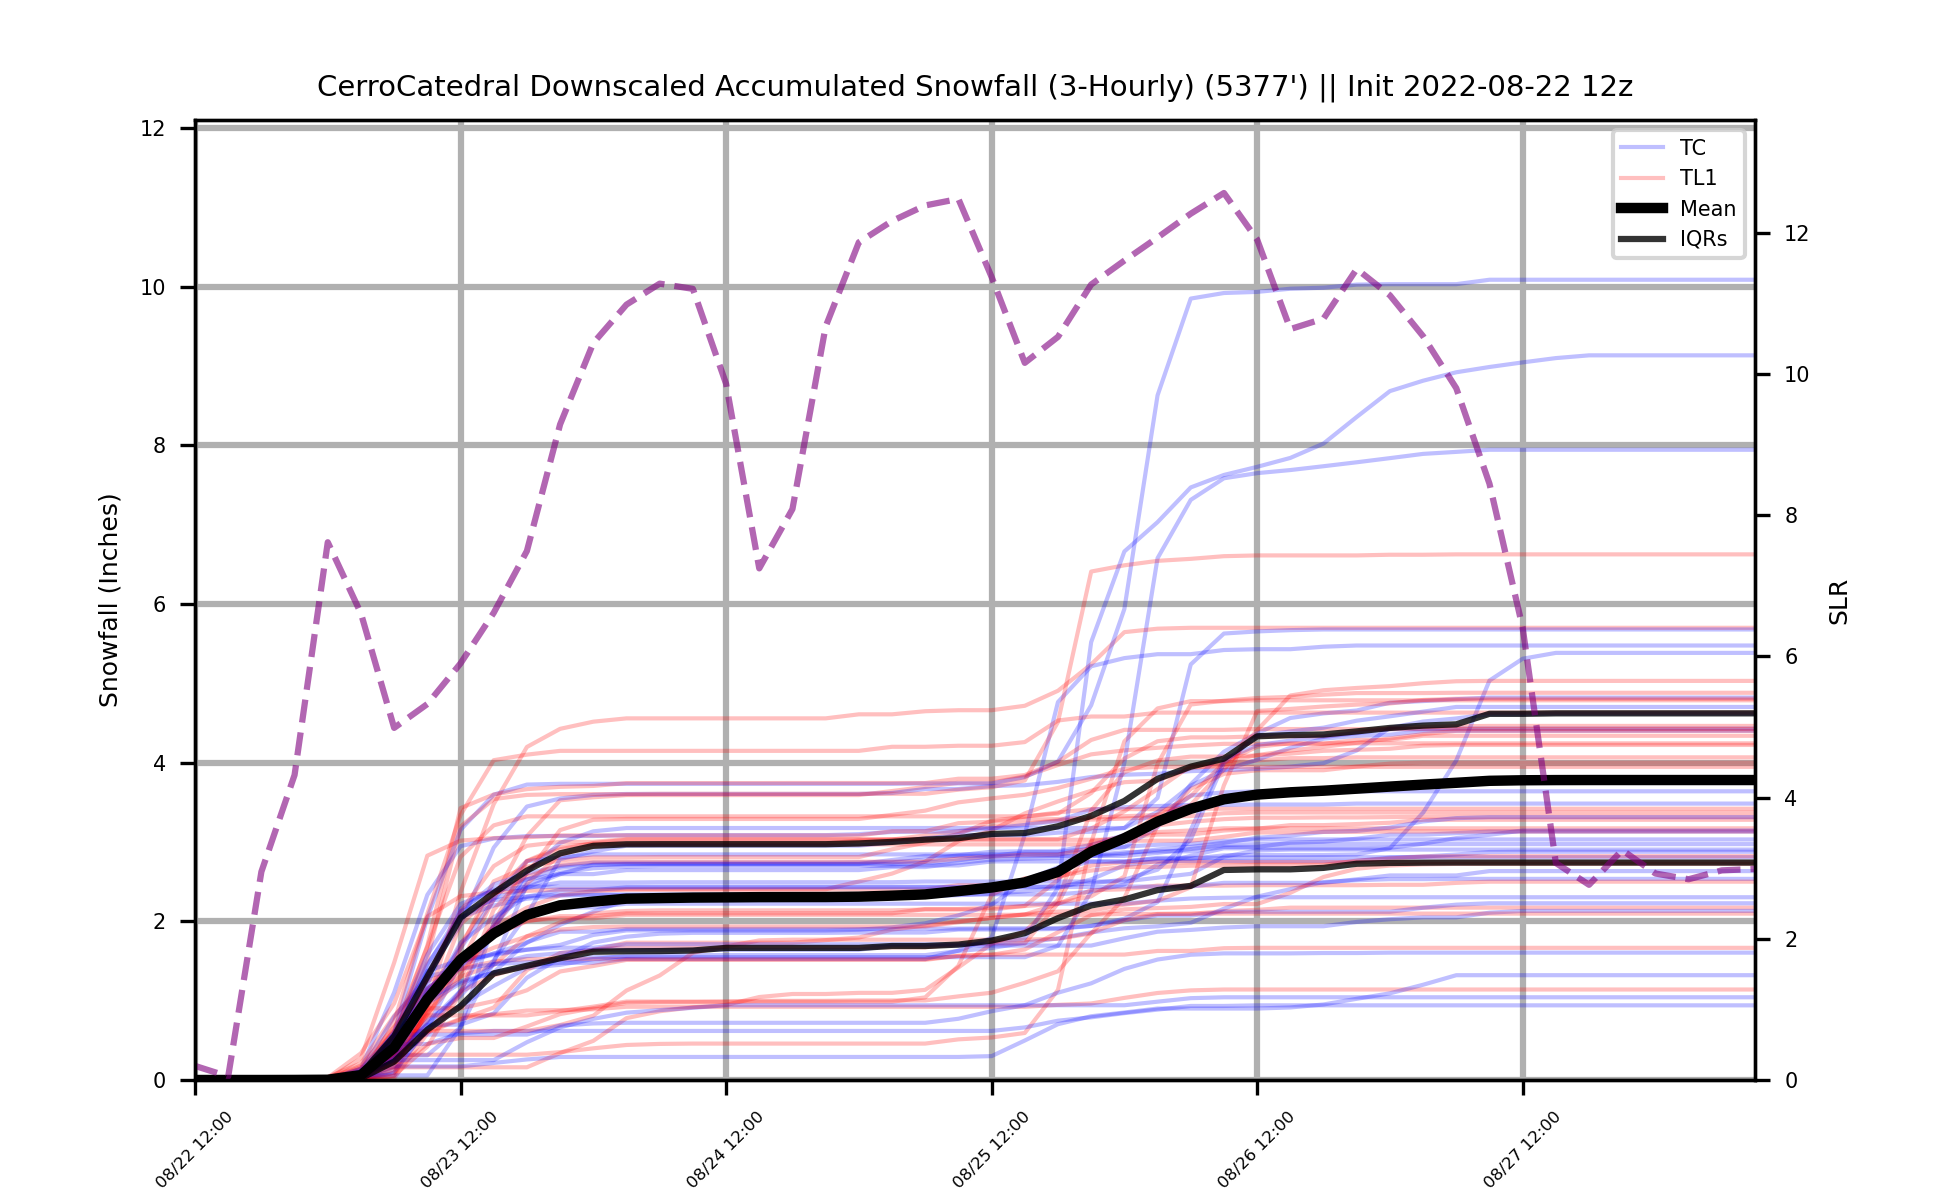 CerroCatedral Downscaled Accumulated Snowfall (3-Hourly) (5377') || Init 2022-08-22 12z
12
10
8
6
4
2
0
Snowfall (Inches)
TC
TL1
Mean
IQRs
12
10
8
6
4
2
0
SLR
08/22 12:00
08/23 12:00
08/24 12:00
08/25 12:00
08/26 12:00
08/27 12:00